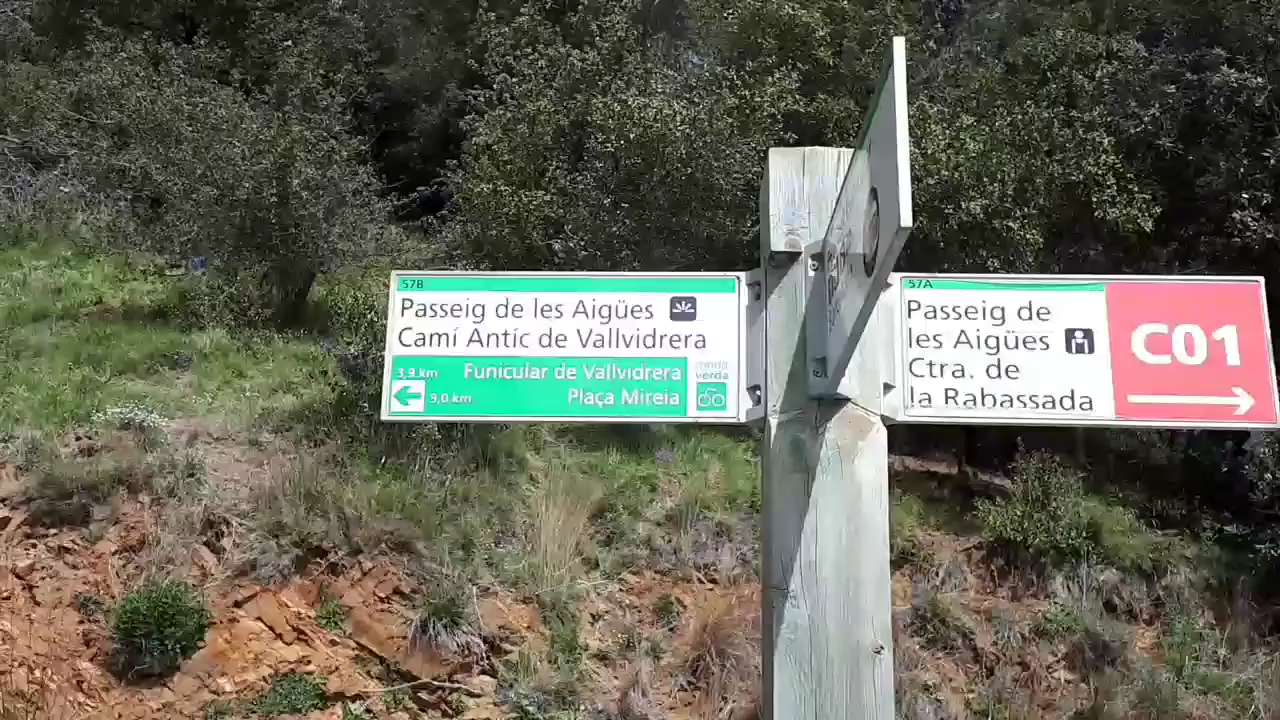 57B
Passeig de les Aigües
Camí Antic de Vallvidrera
3,9 km Funicular de Vallvidrera
9,0 km Plaça Mireia
ronda
verda
57A
Passeig de
les Aigües
Ctra. de
la Rabassada
C01